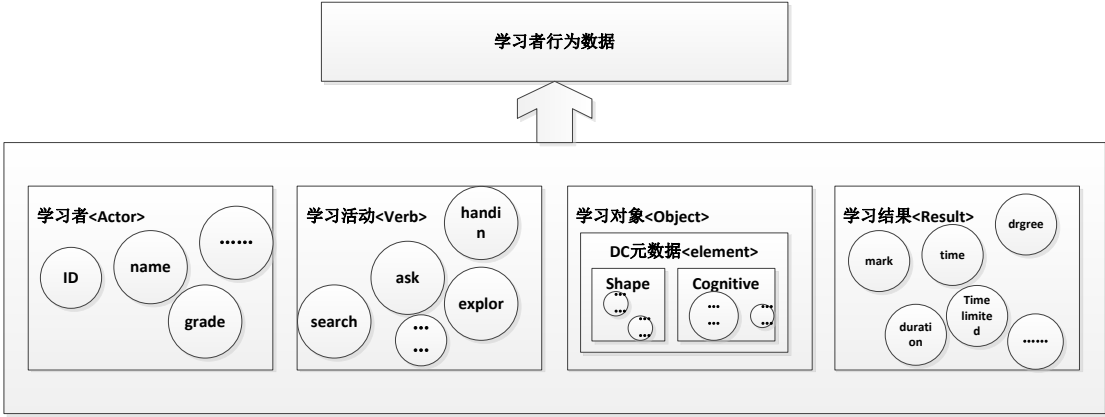 学习者行为数据
学习者<Actor>
ID
name
......
grade
学习活动<Verb>
handi
n
ask
explor
search
...
...
学习对象<Object>
DC元数据<element>
Shape
...
...
...
...
Cognitive
...
...
...
...
学习结果<Result>
drgree
mark
time
Time
limite
d
durati
on
......